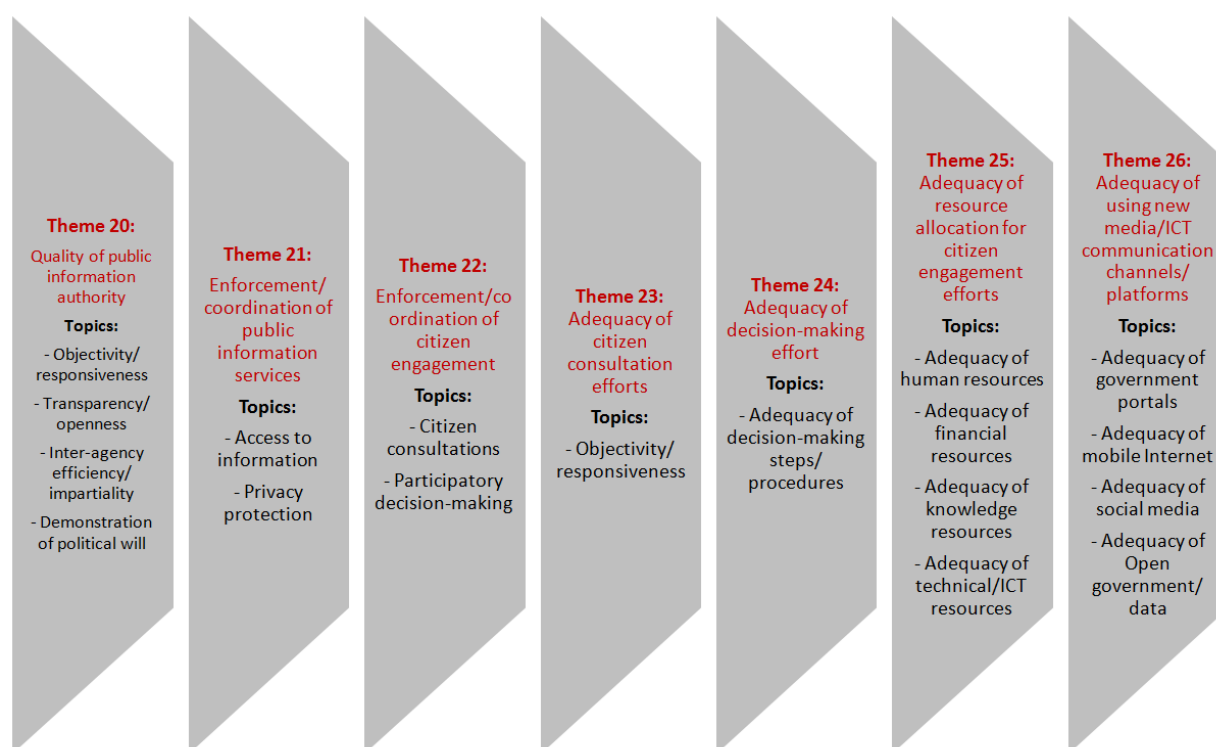 Theme 20:
Quality of public
information
authority
Topics:
- Objectivity/
responsiveness
- Transparency/
openness
- Inter-agency
efficiency/
impartiality
- Demonstration
of political will
Theme 21:
Enforcement/
coordination of
public
information
services
Topics:
- Access to
information
- Privacy
protection
Theme 22:
Enforcement/co
ordination of
citizen
engagement
Topics:
- Citizen
consultations
- Participatory
decision-making
Theme 23:
Adequacy of
citizen
consultation
efforts
Topics:
- Objectivity/
responsiveness
Theme 24:
Adequacy of
decision-making
effort
Topics:
- Adequacy of
decision-making
steps/
procedures
Theme 25:
Adequacy of
resource
allocation for
citizen
engagement
efforts
Topics:
- Adequacy of
human resources
- Adequacy of
financial
resources
- Adequacy of
knowledge
resources
- Adequacy of
technical/ICT
resources
Theme 26:
Adequacy of
using new
media/ICT
communication
channels/
platforms
Topics:
- Adequacy of
government
portals
- Adequacy of
mobile Internet
- Adequacy of
social media
- Adequacy of
Open
government/
data